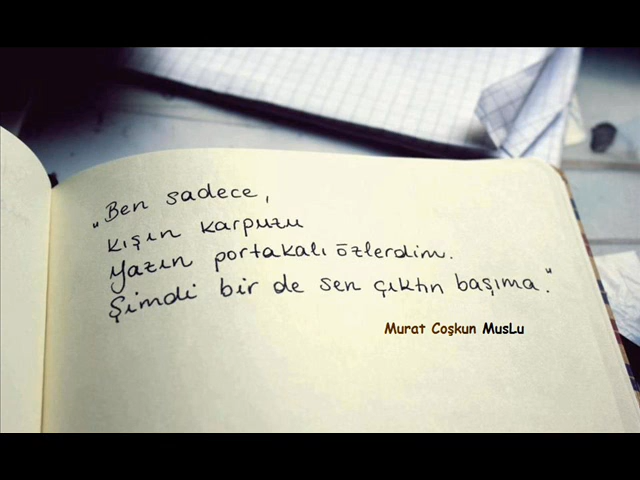 "Ben sadece,
kışın karpuzu
Yazın portakalı özlerdim.
Şimdi bir de sen çıktın başıma."
Murat Coşkun MusLu